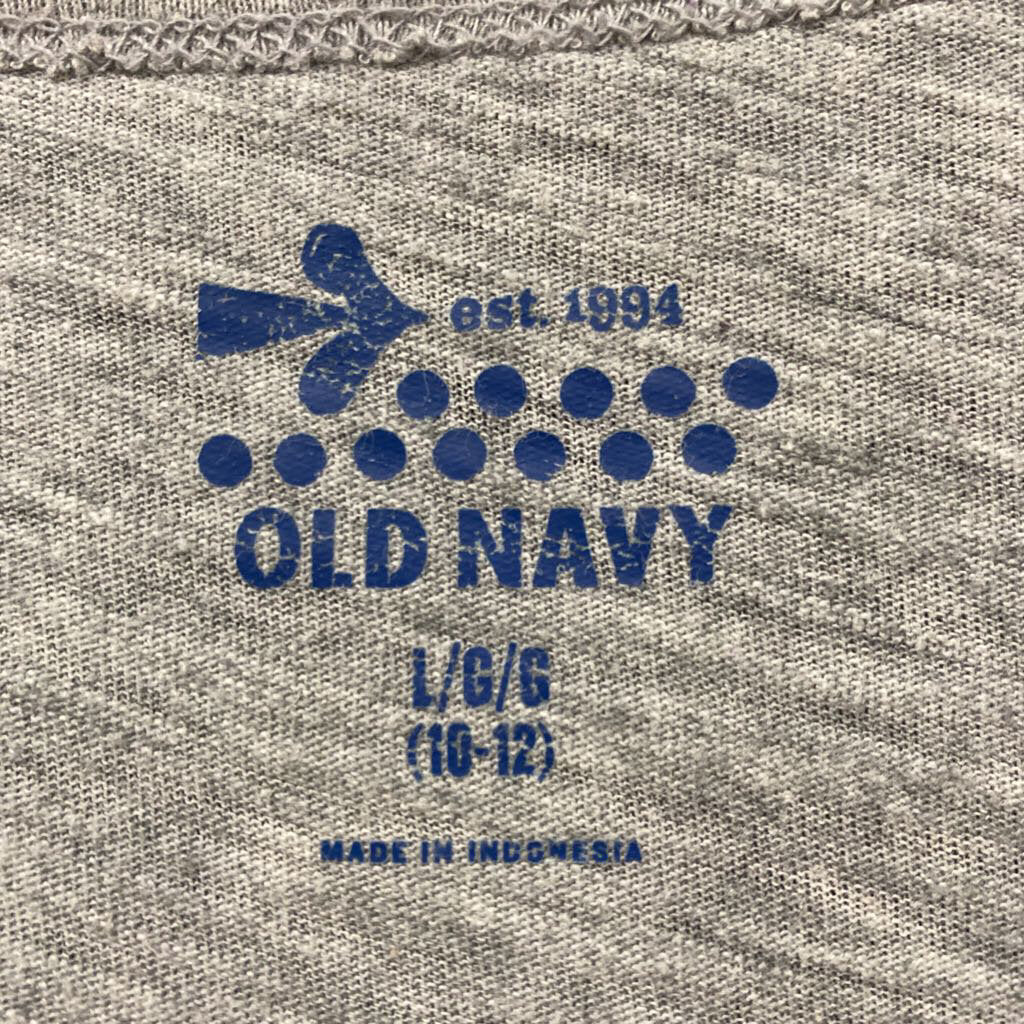 est. 1994
OLD NAVY
L/G/G
(10-12)
MADE IN INDONESIA